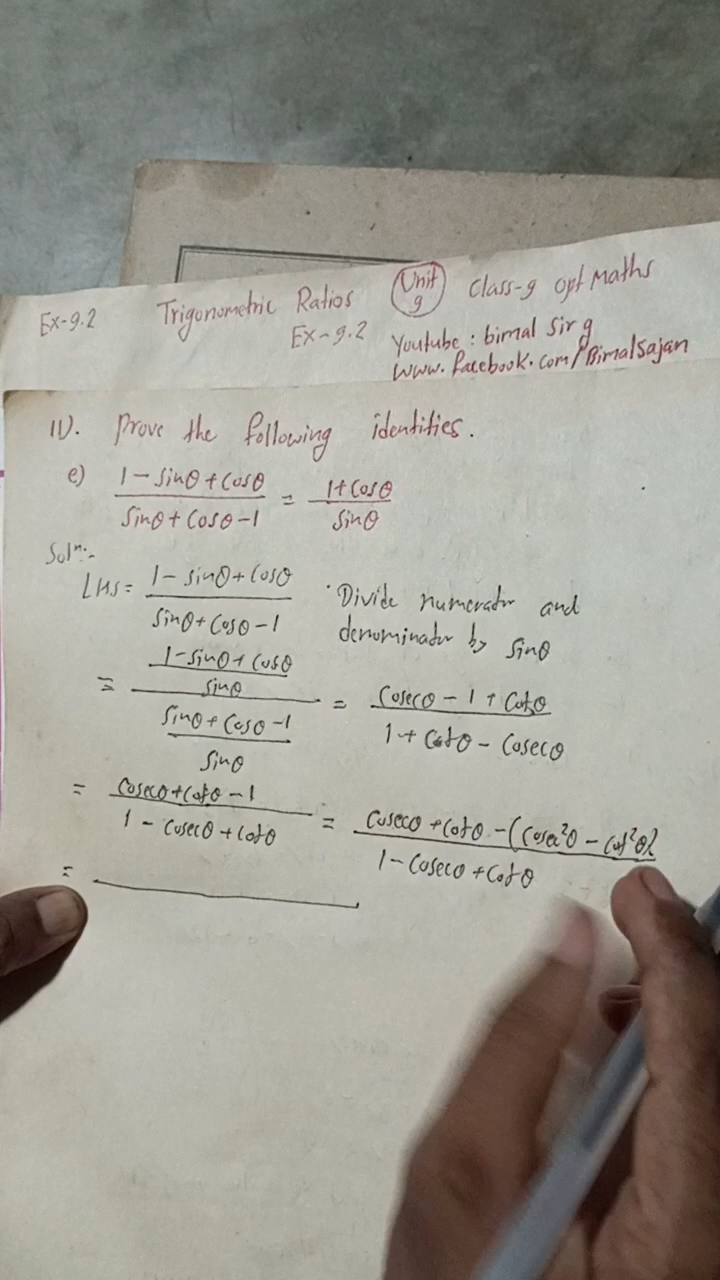 Ex-9.2 Trigonometric Ratios Unit 9 Class-9 opt Maths
Ex-9.2 Youtube : bimal sir g
www.facebook.com/Bimalsajan
10. Prove the following identities.
e) (1 - sinθ + cosθ)/(sinθ + cosθ - 1) = (1 + cosθ)/sinθ
Solⁿ:-
LHS = (1 - sinθ + cosθ)/(sinθ + cosθ - 1) Divide numerator and
denominator by sinθ
= ((1 - sinθ + cosθ)/sinθ)/((sinθ + cosθ - 1)/sinθ) = (cosecθ - 1 + cotθ)/(1 + cotθ - cosecθ)
= (cosecθ + cotθ - 1)/(1 - cosecθ + cotθ) = (cosecθ + cotθ - (cosec²θ - cot²θ))/(1 - cosecθ + cotθ)
=